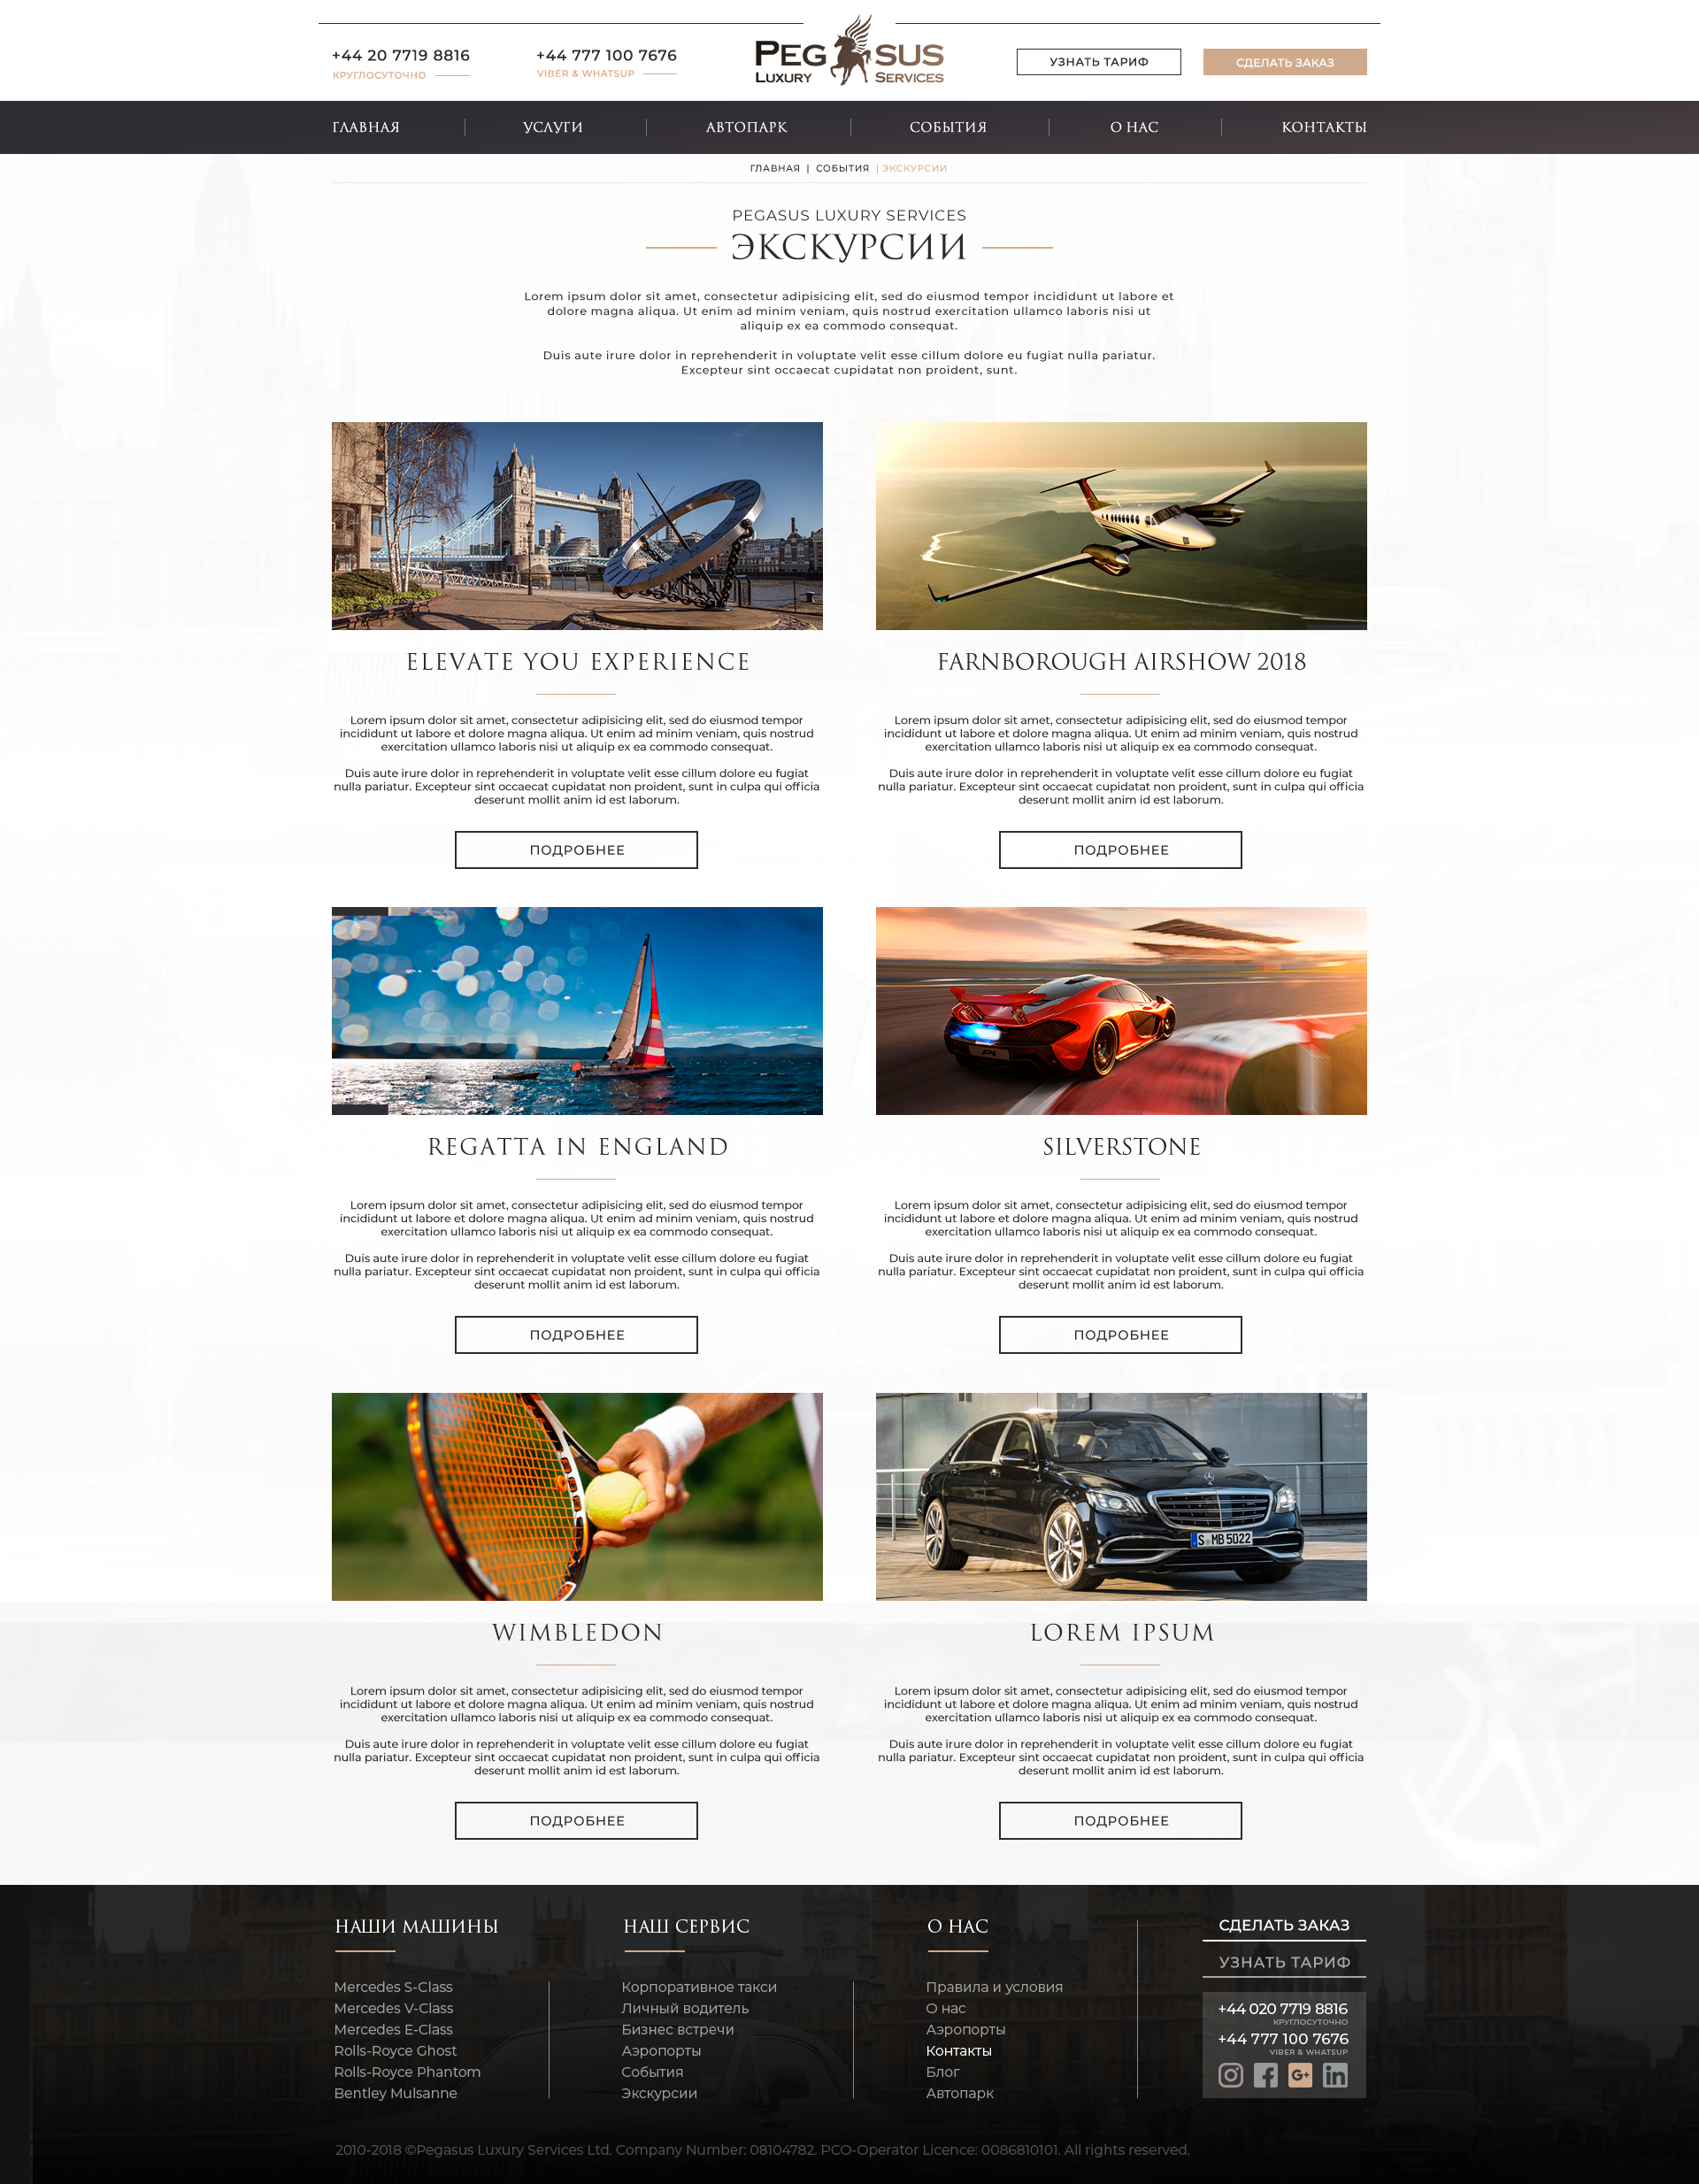 +44 20 7719 8816
КРУГЛОСУТОЧНО
+44 777 100 7676
VIBER & WHATSUP
PEGASUS
LUXURY SERVICES
УЗНАТЬ ТАРИФ
СДЕЛАТЬ ЗАКАЗ
ГЛАВНАЯ
УСЛУГИ
АВТОПАРК
СОБЫТИЯ
О НАС
КОНТАКТЫ
ГЛАВНАЯ | СОБЫТИЯ | ЭКСКУРСИИ
PEGASUS LUXURY SERVICES
ЭКСКУРСИИ
Lorem ipsum dolor sit amet, consectetur adipisicing elit, sed do eiusmod tempor incididunt ut labore et
dolore magna aliqua. Ut enim ad minim veniam, quis nostrud exercitation ullamco laboris nisi ut
aliquip ex ea commodo consequat.
Duis aute irure dolor in reprehenderit in voluptate velit esse cillum dolore eu fugiat nulla pariatur.
Excepteur sint occaecat cupidatat non proident, sunt.
ELEVATE YOU EXPERIENCE
Lorem ipsum dolor sit amet, consectetur adipisicing elit, sed do eiusmod tempor
incididunt ut labore et dolore magna aliqua. Ut enim ad minim veniam, quis nostrud
exercitation ullamco laboris nisi ut aliquip ex ea commodo consequat.
Duis aute irure dolor in reprehenderit in voluptate velit esse cillum dolore eu fugiat
nulla pariatur. Excepteur sint occaecat cupidatat non proident, sunt in culpa qui officia
deserunt mollit anim id est laborum.
ПОДРОБНЕЕ
FARNBOROUGH AIRSHOW 2018
Lorem ipsum dolor sit amet, consectetur adipisicing elit, sed do eiusmod tempor
incididunt ut labore et dolore magna aliqua. Ut enim ad minim veniam, quis nostrud
exercitation ullamco laboris nisi ut aliquip ex ea commodo consequat.
Duis aute irure dolor in reprehenderit in voluptate velit esse cillum dolore eu fugiat
nulla pariatur. Excepteur sint occaecat cupidatat non proident, sunt in culpa qui officia
deserunt mollit anim id est laborum.
ПОДРОБНЕЕ
REGATTA IN ENGLAND
Lorem ipsum dolor sit amet, consectetur adipisicing elit, sed do eiusmod tempor
incididunt ut labore et dolore magna aliqua. Ut enim ad minim veniam, quis nostrud
exercitation ullamco laboris nisi ut aliquip ex ea commodo consequat.
Duis aute irure dolor in reprehenderit in voluptate velit esse cillum dolore eu fugiat
nulla pariatur. Excepteur sint occaecat cupidatat non proident, sunt in culpa qui officia
deserunt mollit anim id est laborum.
ПОДРОБНЕЕ
SILVERSTONE
Lorem ipsum dolor sit amet, consectetur adipisicing elit, sed do eiusmod tempor
incididunt ut labore et dolore magna aliqua. Ut enim ad minim veniam, quis nostrud
exercitation ullamco laboris nisi ut aliquip ex ea commodo consequat.
Duis aute irure dolor in reprehenderit in voluptate velit esse cillum dolore eu fugiat
nulla pariatur. Excepteur sint occaecat cupidatat non proident, sunt in culpa qui officia
deserunt mollit anim id est laborum.
ПОДРОБНЕЕ
WIMBLEDON
Lorem ipsum dolor sit amet, consectetur adipisicing elit, sed do eiusmod tempor
incididunt ut labore et dolore magna aliqua. Ut enim ad minim veniam, quis nostrud
exercitation ullamco laboris nisi ut aliquip ex ea commodo consequat.
Duis aute irure dolor in reprehenderit in voluptate velit esse cillum dolore eu fugiat
nulla pariatur. Excepteur sint occaecat cupidatat non proident, sunt in culpa qui officia
deserunt mollit anim id est laborum.
ПОДРОБНЕЕ
S MB 5022
LOREM IPSUM
Lorem ipsum dolor sit amet, consectetur adipisicing elit, sed do eiusmod tempor
incididunt ut labore et dolore magna aliqua. Ut enim ad minim veniam, quis nostrud
exercitation ullamco laboris nisi ut aliquip ex ea commodo consequat.
Duis aute irure dolor in reprehenderit in voluptate velit esse cillum dolore eu fugiat
nulla pariatur. Excepteur sint occaecat cupidatat non proident, sunt in culpa qui officia
deserunt mollit anim id est laborum.
ПОДРОБНЕЕ
НАШИ МАШИНЫ
Mercedes S-Class
Mercedes V-Class
Mercedes E-Class
Rolls-Royce Ghost
Rolls-Royce Phantom
Bentley Mulsanne
НАШ СЕРВИС
Корпоративное такси
Личный водитель
Бизнес встречи
Аэропорты
События
Экскурсии
О НАС
Правила и условия
О нас
Аэропорты
Контакты
Блог
Автопарк
СДЕЛАТЬ ЗАКАЗ
УЗНАТЬ ТАРИФ
+44 020 7719 8816
КРУГЛОСУТОЧНО
+44 777 100 7676
VIBER & WHATSUP
2010-2018 ©Pegasus Luxury Services Ltd. Company Number: 08104782. PCO-Operator Licence: 0086810101. All rights reserved.